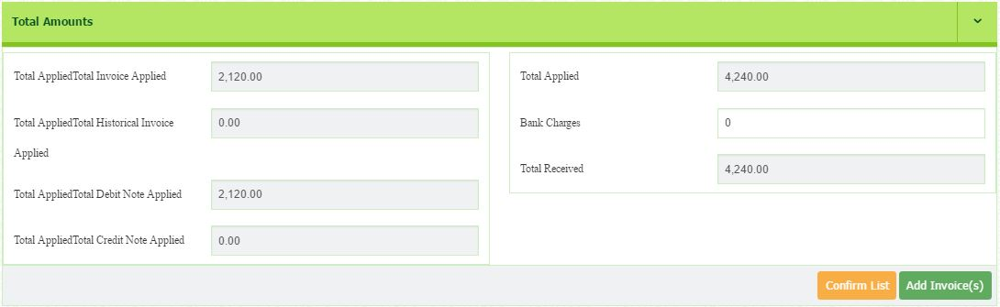 Total Amounts
Total AppliedTotal Invoice Applied
2,120.00
Total AppliedTotal Historical Invoice
Applied
0.00
Total AppliedTotal Debit Note Applied
2,120.00
Total AppliedTotal Credit Note Applied
0.00
Total Applied
4,240.00
Bank Charges
0
Total Received
4,240.00
Confirm List
Add Invoice(s)